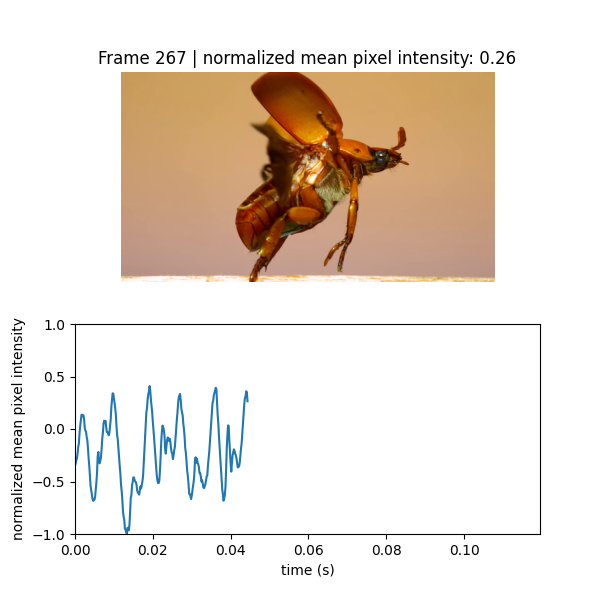 Frame 267 | normalized mean pixel intensity: 0.26
normalized mean pixel intensity
1.0
0.5
0.0
−0.5
−1.0
0.00 0.02 0.04 0.06 0.08 0.10
time (s)